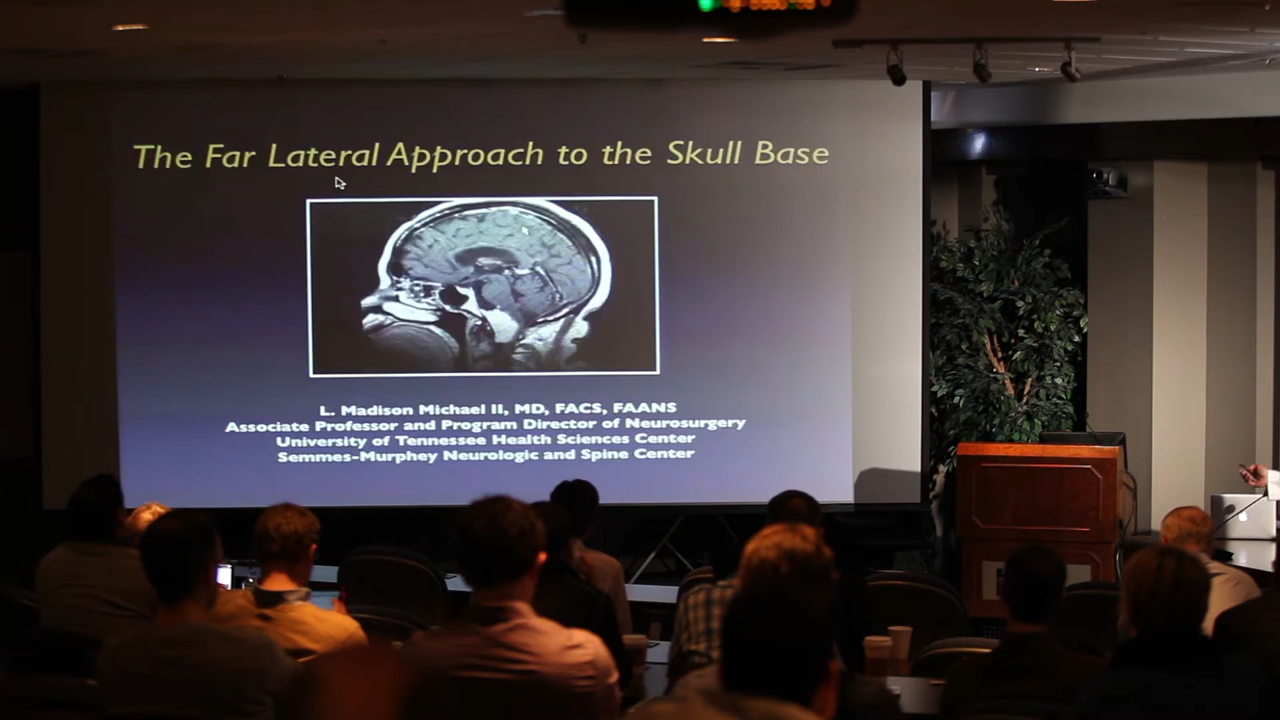 The Far Lateral Approach to the Skull Base
L. Madison Michael II, MD, FACS, FAANS
Associate Professor and Program Director of Neurosurgery
University of Tennessee Health Sciences Center
Semmes-Murphey Neurologic and Spine Center